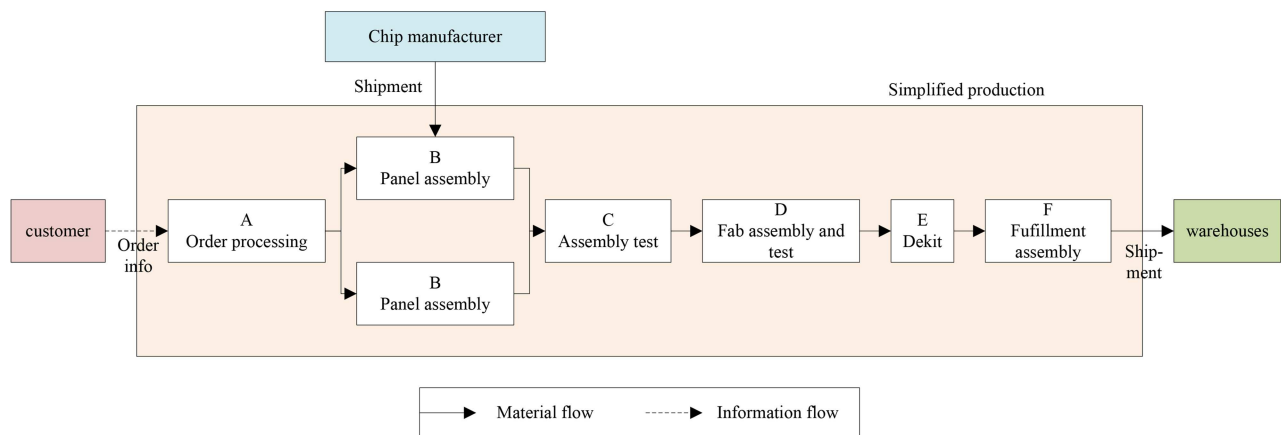 Chip manufacturer
Shipment
Simplified production
B
Panel assembly
customer
Order
info
A
Order processing
B
Panel assembly
C
Assembly test
D
Fab assembly and
test
E
Dekit
F
Fufillment
assembly
Ship-
ment
warehouses
Material flow
Information flow